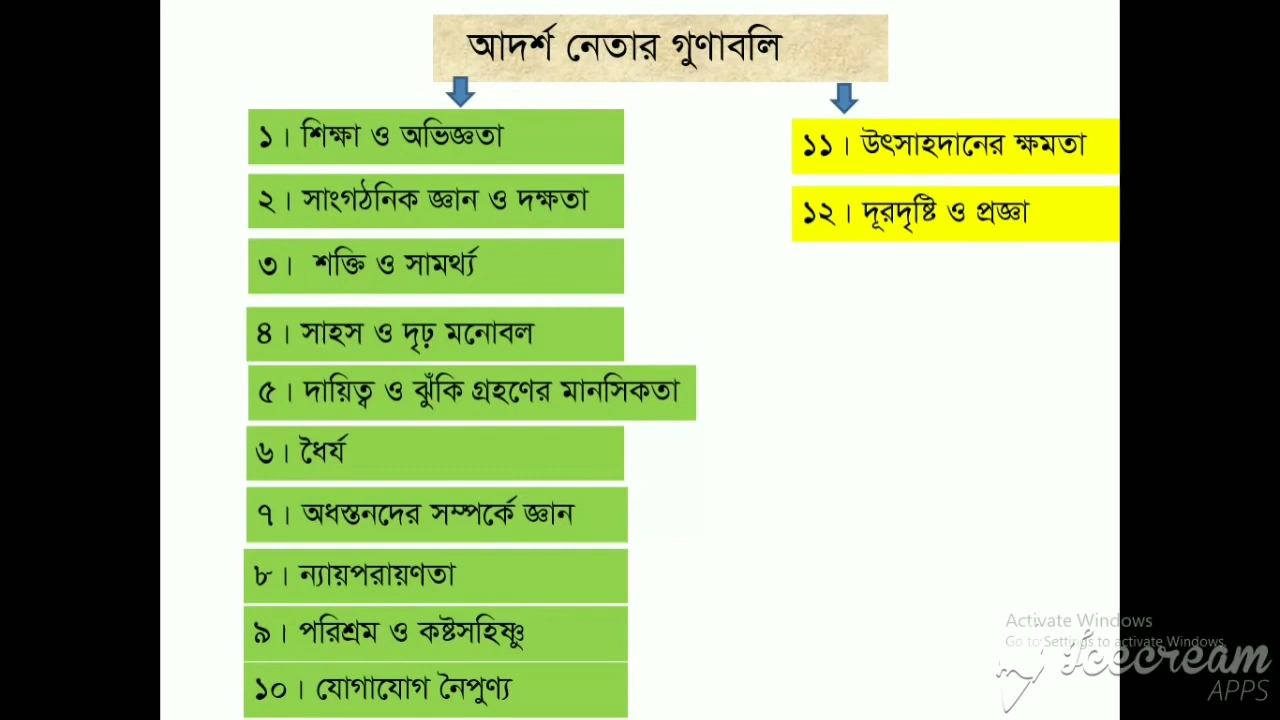 আদর্শ নেতার গুণাবলি
১। শিক্ষা ও অভিজ্ঞতা
২। সাংগঠনিক জ্ঞান ও দক্ষতা
৩। শক্তি ও সামর্থ্য
৪। সাহস ও দৃঢ় মনোবল
৫। দায়িত্ব ও ঝুঁকি গ্রহণের মানসিকতা
৬। ধৈর্য
৭। অধস্তনদের সম্পর্কে জ্ঞান
৮। ন্যায়পরায়ণতা
৯। পরিশ্রম ও কষ্টসহিষ্ণু
১০। যোগাযোগ নৈপুণ্য
১১। উৎসাহদানের ক্ষমতা
১২। দূরদৃষ্টি ও প্রজ্ঞা
Activate Windows
Go to Settings to activate Windows.
Icecream
APPS